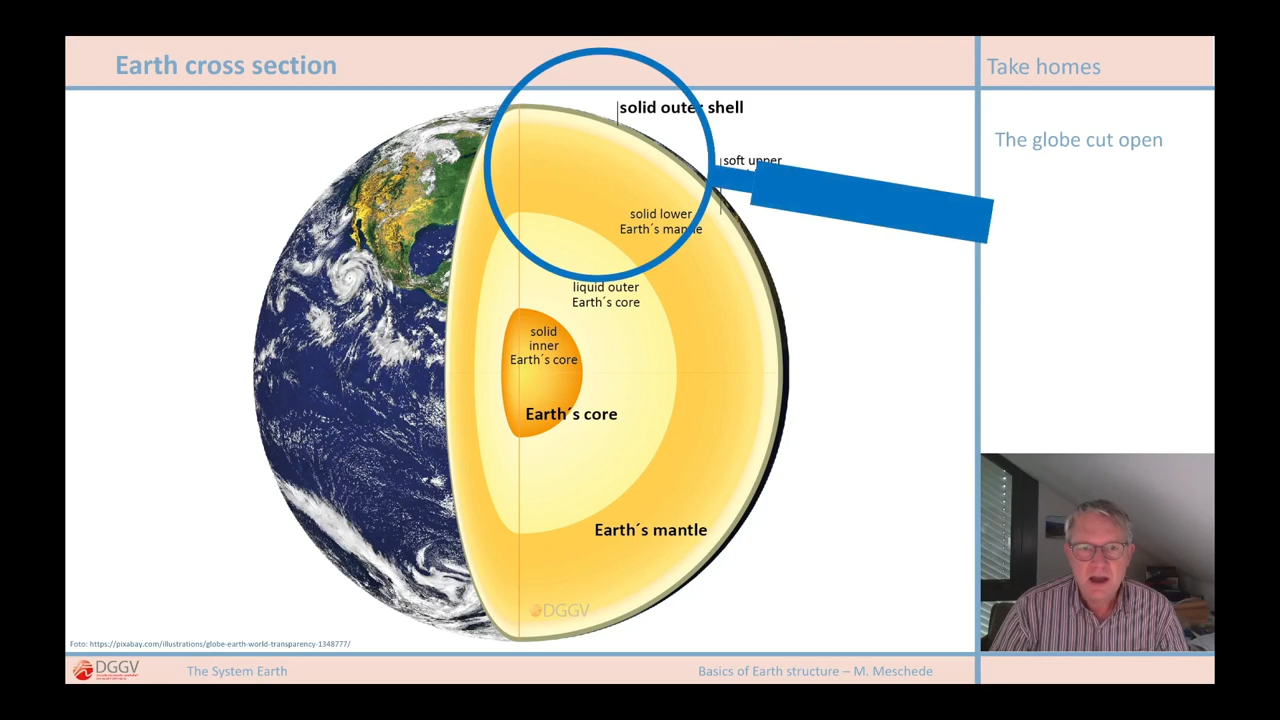 Earth cross section
Take homes
The globe cut open
solid outer shell
soft upper
solid lower
Earth´s mantle
liquid outer
Earth´s core
solid
inner
Earth´s core
Earth´s core
Earth´s mantle
DGGV
Foto: https://pixabay.com/illustrations/globe-earth-world-transparency-1348777/
DGGV
The System Earth
Basics of Earth structure – M. Meschede